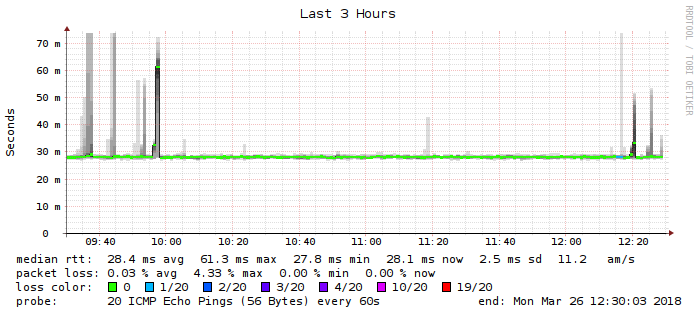 Last 3 Hours
RRDTOOL / TOBI OETIKER
Seconds
70 m
60 m
50 m
40 m
30 m
20 m
10 m
0
09:40 10:00 10:20 10:40 11:00 11:20 11:40 12:00 12:20
median rtt: 28.4 ms avg 61.3 ms max 27.8 ms min 28.1 ms now 2.5 ms sd 11.2 am/s
packet loss: 0.03 % avg 4.33 % max 0.00 % min 0.00 % now
loss color: 0 1/20 2/20 3/20 4/20 10/20 19/20
probe: 20 ICMP Echo Pings (56 Bytes) every 60s end: Mon Mar 26 12:30:03 2018